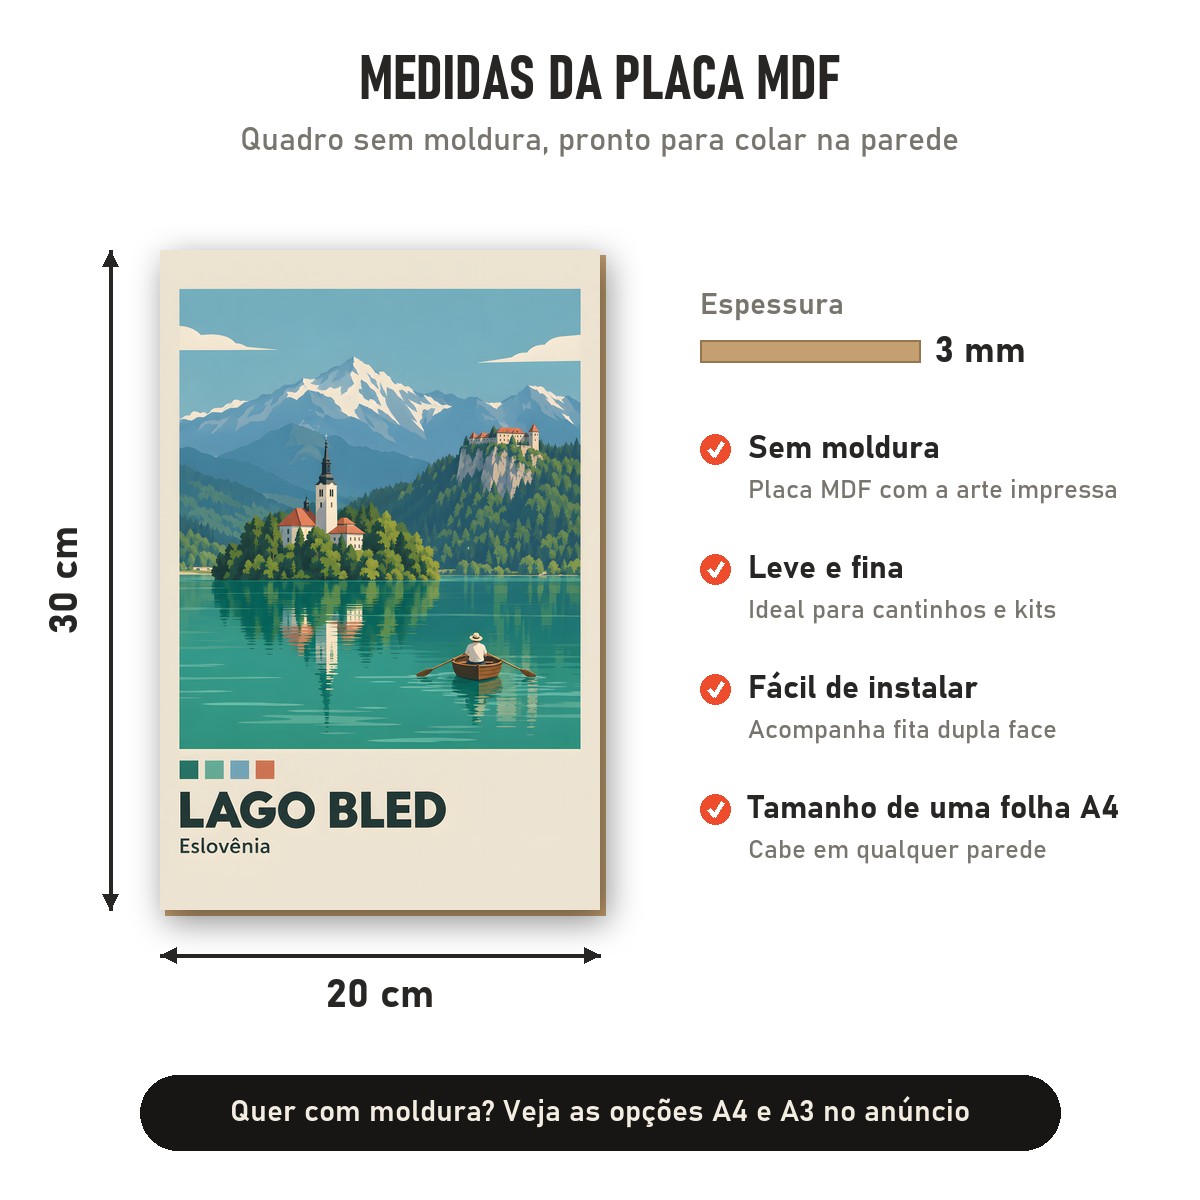 MEDIDAS DA PLACA MDF
Quadro sem moldura, pronto para colar na parede
30 cm
LAGO BLED
Eslovênia
20 cm
Espessura
3 mm
Sem moldura
Placa MDF com a arte impressa
Leve e fina
Ideal para cantinhos e kits
Fácil de instalar
Acompanha fita dupla face
Tamanho de uma folha A4
Cabe em qualquer parede
Quer com moldura? Veja as opções A4 e A3 no anúncio